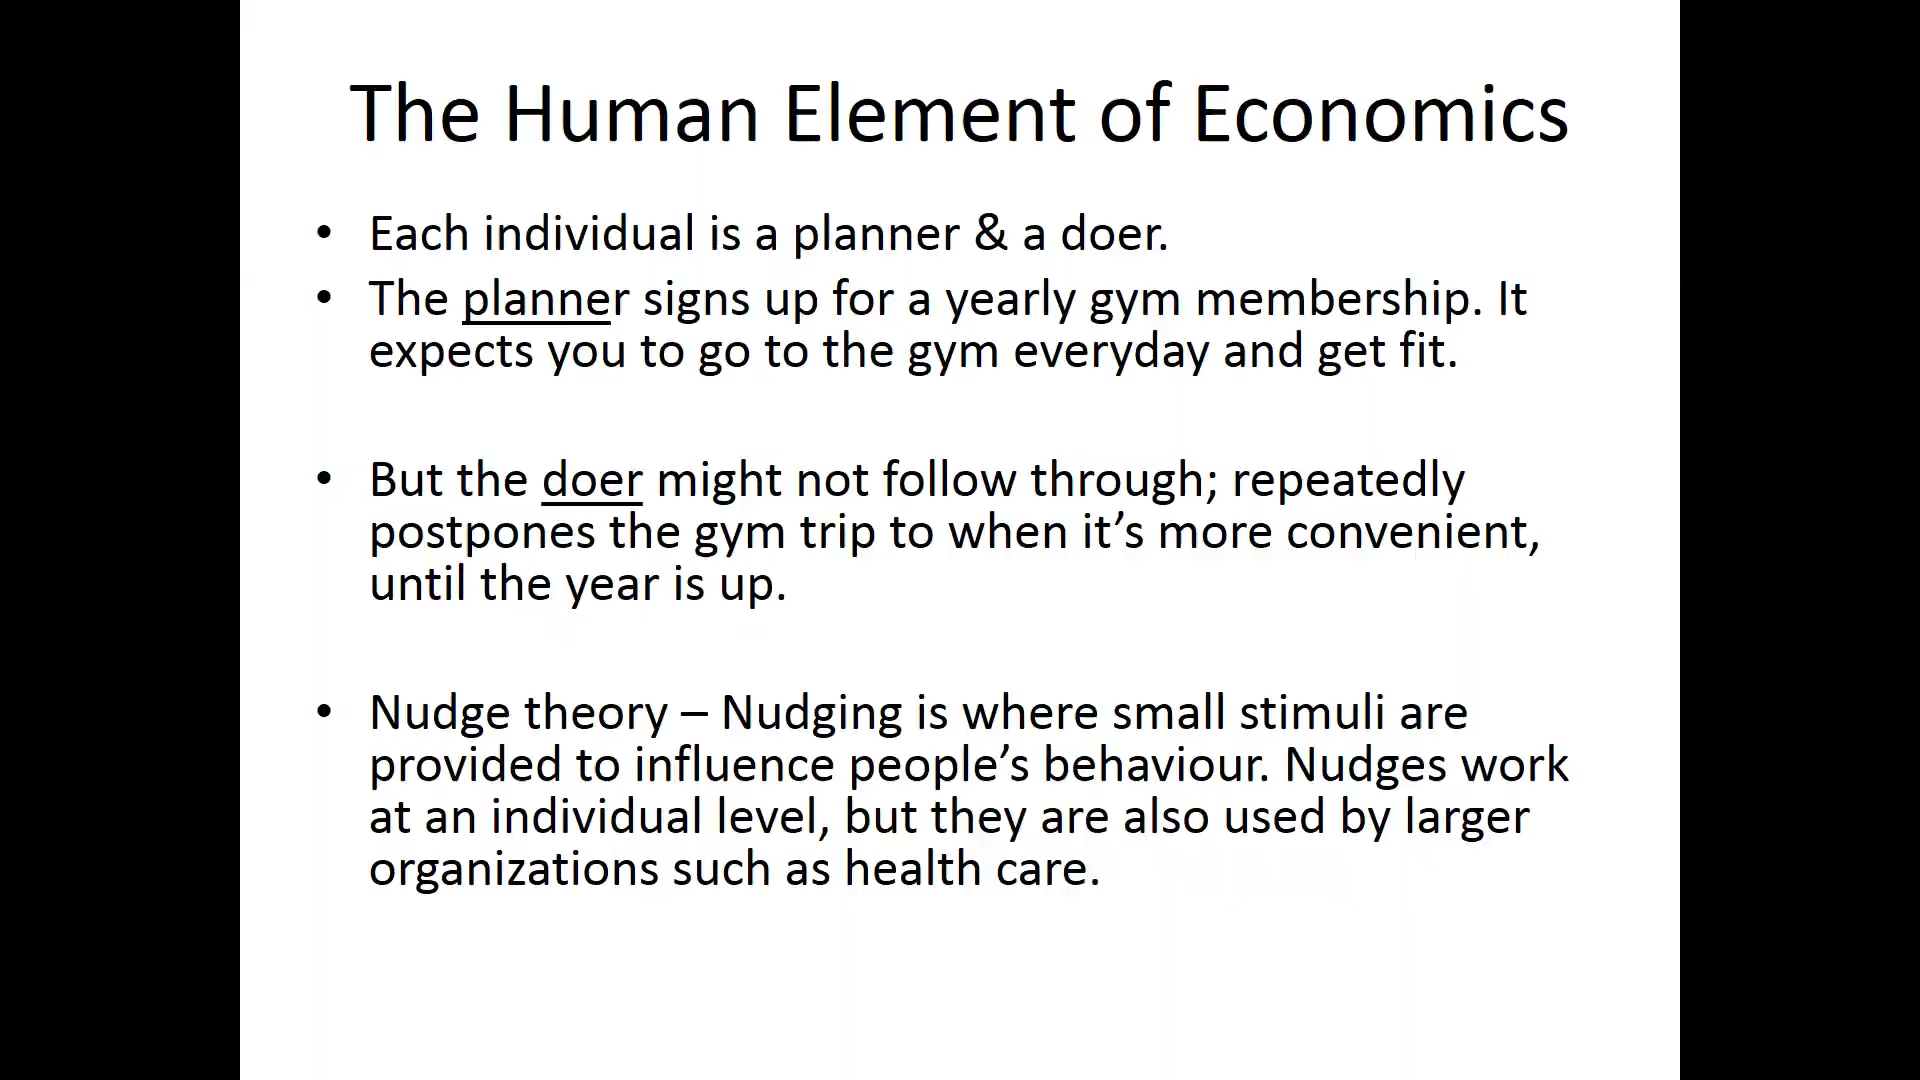 The Human Element of Economics
• Each individual is a planner & a doer.
• The planner signs up for a yearly gym membership. It
expects you to go to the gym everyday and get fit.
• But the doer might not follow through; repeatedly
postpones the gym trip to when it’s more convenient,
until the year is up.
• Nudge theory – Nudging is where small stimuli are
provided to influence people’s behaviour. Nudges work
at an individual level, but they are also used by larger
organizations such as health care.